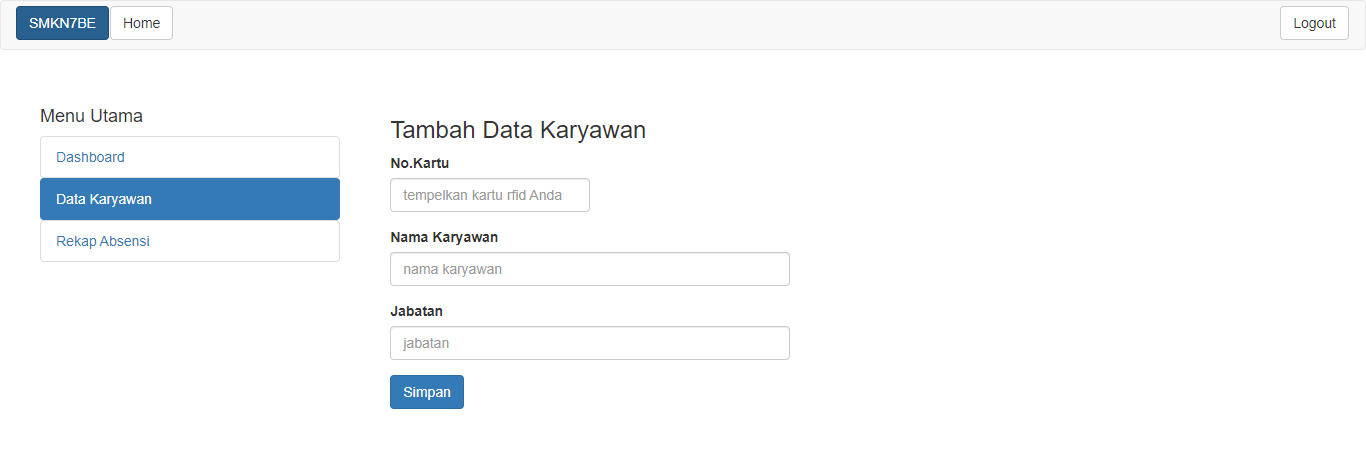 SMKN7BE Home Logout
Menu Utama
Dashboard
Data Karyawan
Rekap Absensi
Tambah Data Karyawan
No.Kartu
tempelkan kartu rfid Anda
Nama Karyawan
nama karyawan
Jabatan
jabatan
Simpan